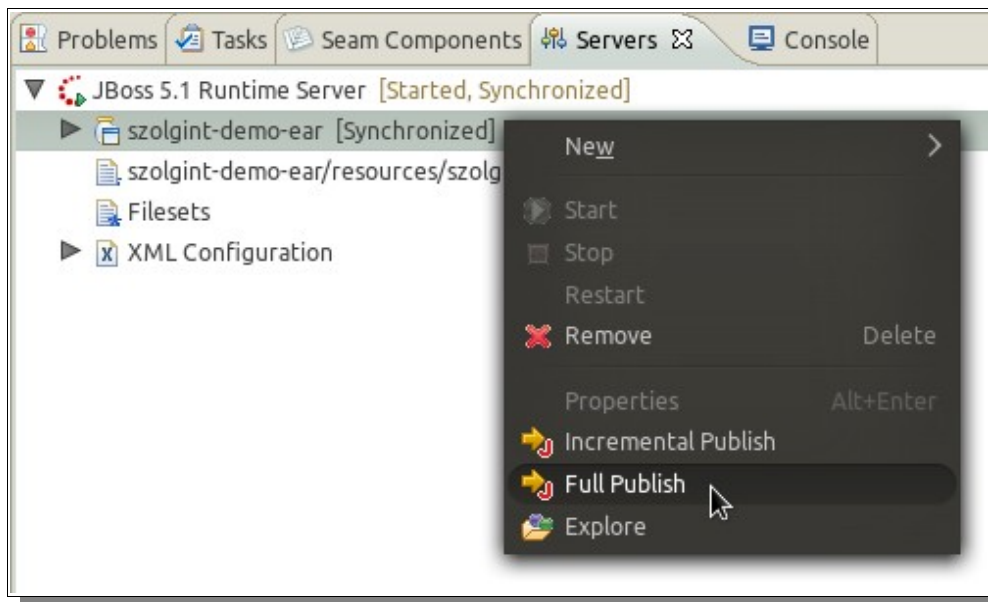 Problems Tasks Seam Components Servers Console
JBoss 5.1 Runtime Server [Started, Synchronized]
szolgint-demo-ear [Synchronized]
szolgint-demo-ear/resources/szolg
Filesets
XML Configuration
New
Start
Stop
Restart
Remove Delete
Properties Alt+Enter
Incremental Publish
Full Publish
Explore